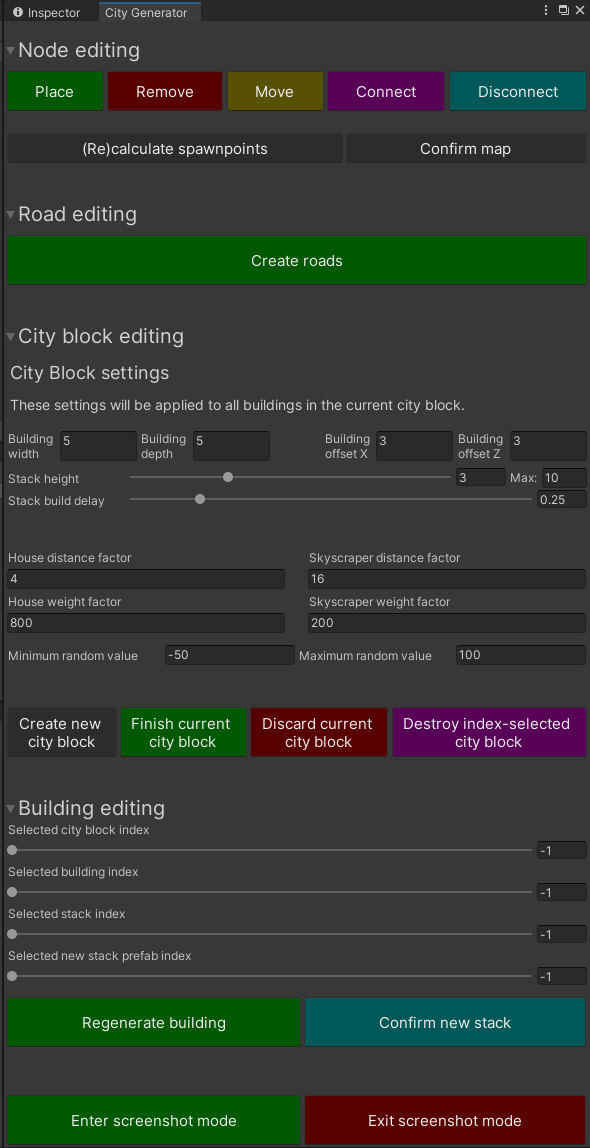 Inspector City Generator
Node editing
Place Remove Move Connect Disconnect
(Re)calculate spawnpoints Confirm map
Road editing
Create roads
City block editing
City Block settings
These settings will be applied to all buildings in the current city block.
Building width 5 Building depth 5 Building offset X 3 Building offset Z 3
Stack height 3 Max: 10
Stack build delay 0.25
House distance factor Skyscraper distance factor
4 16
House weight factor Skyscraper weight factor
800 200
Minimum random value -50 Maximum random value 100
Create new city block Finish current city block Discard current city block Destroy index-selected city block
Building editing
Selected city block index
-1
Selected building index
-1
Selected stack index
-1
Selected new stack prefab index
-1
Regenerate building Confirm new stack
Enter screenshot mode Exit screenshot mode